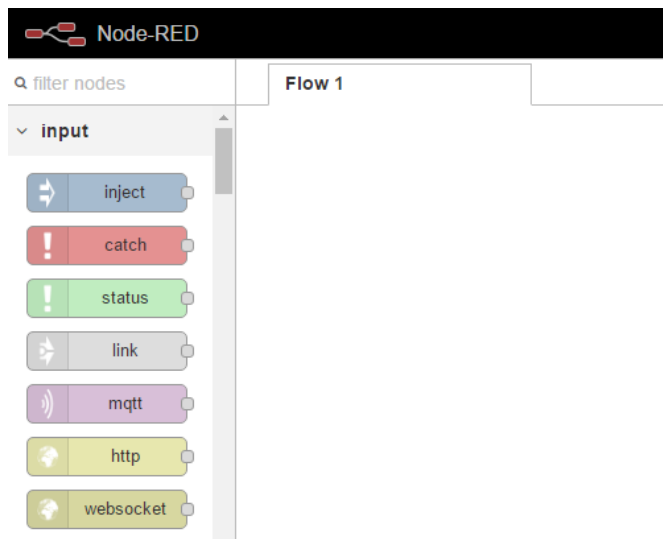 Node-RED
filter nodes
Flow 1
input
inject
catch
status
link
mqtt
http
websocket